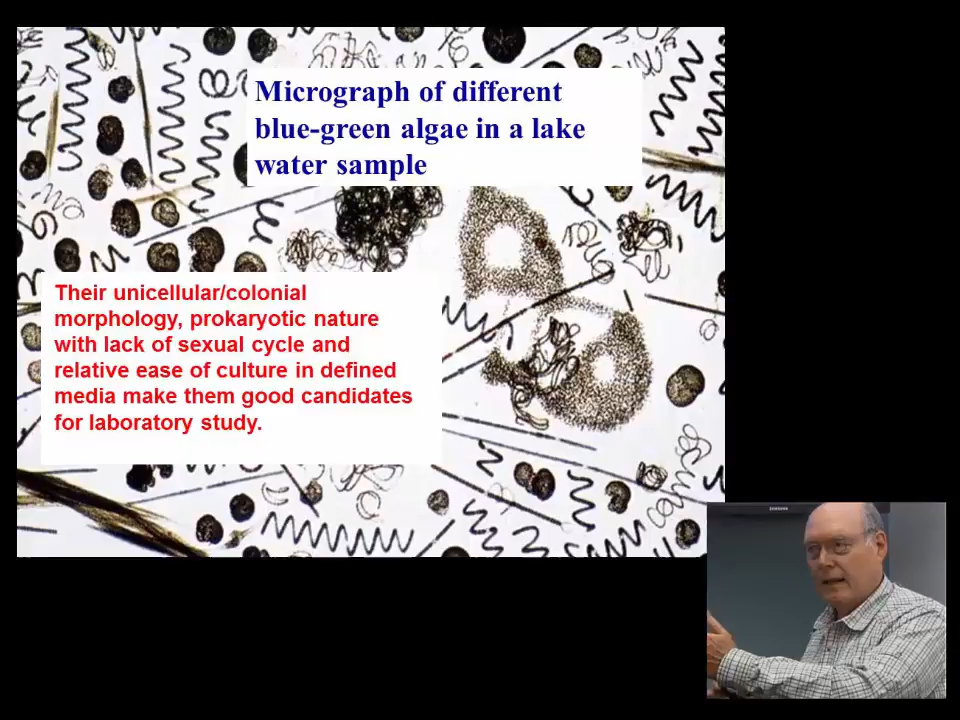 Micrograph of different
blue-green algae in a lake
water sample
Their unicellular/colonial
morphology, prokaryotic nature
with lack of sexual cycle and
relative ease of culture in defined
media make them good candidates
for laboratory study.
SAMSUNG